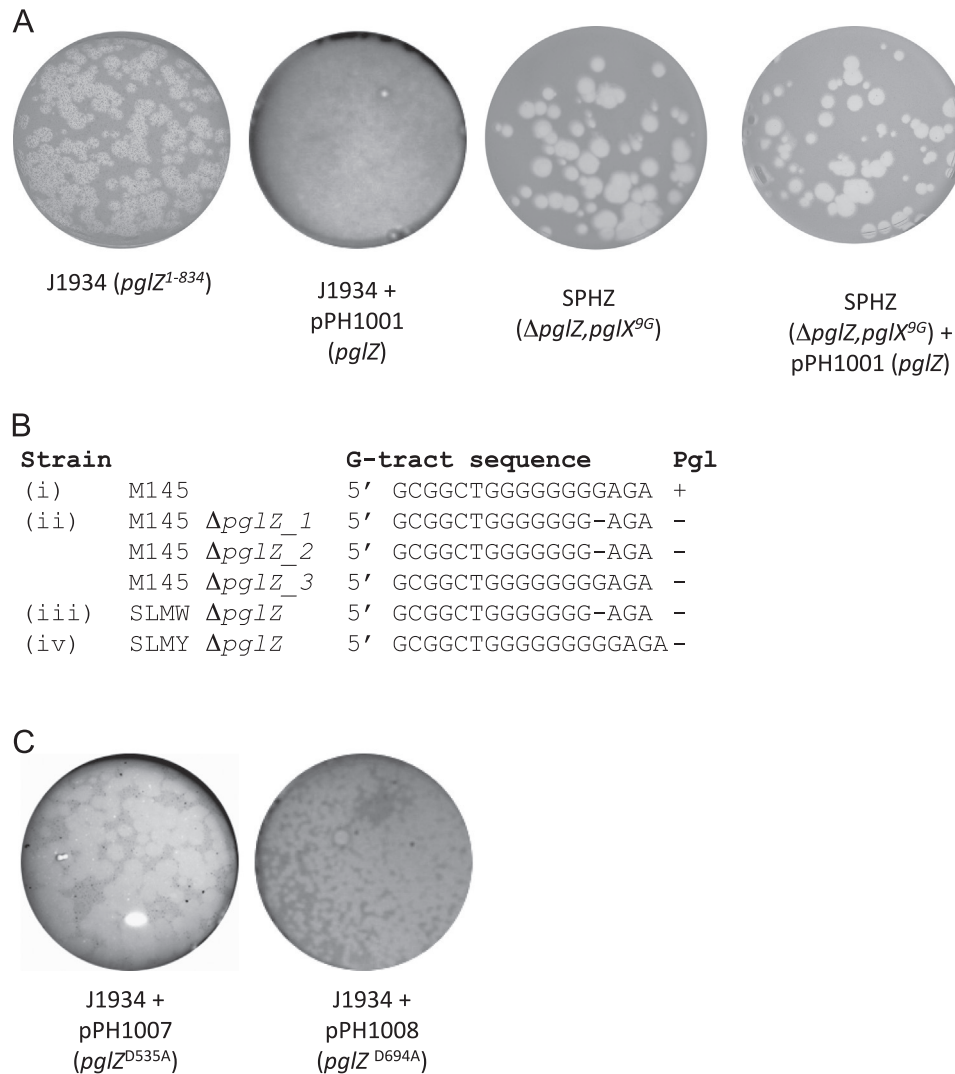 A
J1934 (pglZ¹⁻⁸³⁴)
J1934 +
pPH1001
(pglZ)
SPHZ
(ΔpglZ,pglX⁹ᴳ)
SPHZ
(ΔpglZ,pglX⁹ᴳ) +
pPH1001 (pglZ)
B
Strain G-tract sequence Pgl
(i) M145 5′ GCGGCTGGGGGGGGAGA +
(ii) M145 ΔpglZ_1 5′ GCGGCTGGGGGGG-AGA -
M145 ΔpglZ_2 5′ GCGGCTGGGGGGG-AGA -
M145 ΔpglZ_3 5′ GCGGCTGGGGGGGGAGA -
(iii) SLMW ΔpglZ 5′ GCGGCTGGGGGGG-AGA -
(iv) SLMY ΔpglZ 5′ GCGGCTGGGGGGGGGAGA -
C
J1934 +
pPH1007
(pglZᴰ⁵³⁵ᴬ)
J1934 +
pPH1008
(pglZ ᴰ⁶⁹⁴ᴬ)